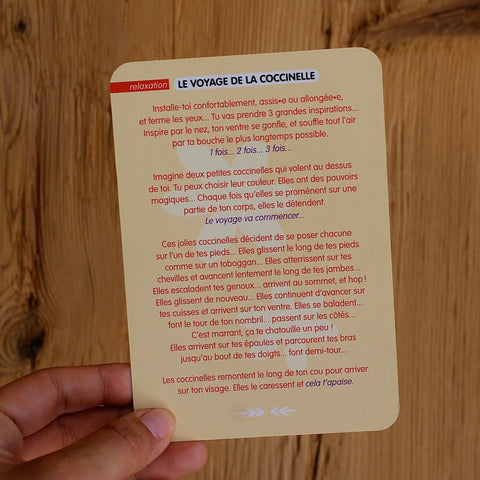 relaxation LE VOYAGE DE LA COCCINELLE
Installe-toi confortablement, assis•e ou allongée•e,
et ferme les yeux... Tu vas prendre 3 grandes inspirations...
Inspire par le nez, ton ventre se gonfle, et souffle tout l'air
par ta bouche le plus longtemps possible.
1 fois... 2 fois... 3 fois...
Imagine deux petites coccinelles qui volent au dessus
de toi. Tu peux choisir leur couleur. Elles ont des pouvoirs
magiques... Chaque fois qu'elles se promènent sur une
partie de ton corps, elles le détendent.
Le voyage va commencer...
Ces jolies coccinelles décident de se poser chacune
sur l'un de tes pieds... Elles glissent le long de tes pieds
comme sur un toboggan... Elles atterrissent sur tes
chevilles et avancent lentement le long de tes jambes...
Elles escaladent tes genoux... arrivent au sommet, et hop !
Elles glissent de nouveau... Elles continuent d'avancer sur
tes cuisses et arrivent sur ton ventre. Elles se baladent...
font le tour de ton nombril... passent sur les côtés...
C'est marrant, ça te chatouille un peu !
Elles arrivent sur tes épaules et parcourent tes bras
jusqu'au bout de tes doigts... font demi-tour...
Les coccinelles remontent le long de ton cou pour arriver
sur ton visage. Elles le caressent et cela t'apaise.